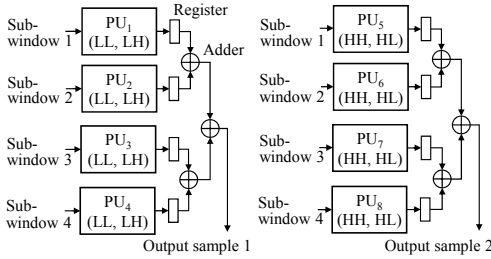 Register
Adder
Sub-
window 1
PU1
(LL, LH)
Sub-
window 2
PU2
(LL, LH)
Sub-
window 3
PU3
(LL, LH)
Sub-
window 4
PU4
(LL, LH)
Output sample 1
Sub-
window 1
PU5
(HH, HL)
Sub-
window 2
PU6
(HH, HL)
Sub-
window 3
PU7
(HH, HL)
Sub-
window 4
PU8
(HH, HL)
Output sample 2